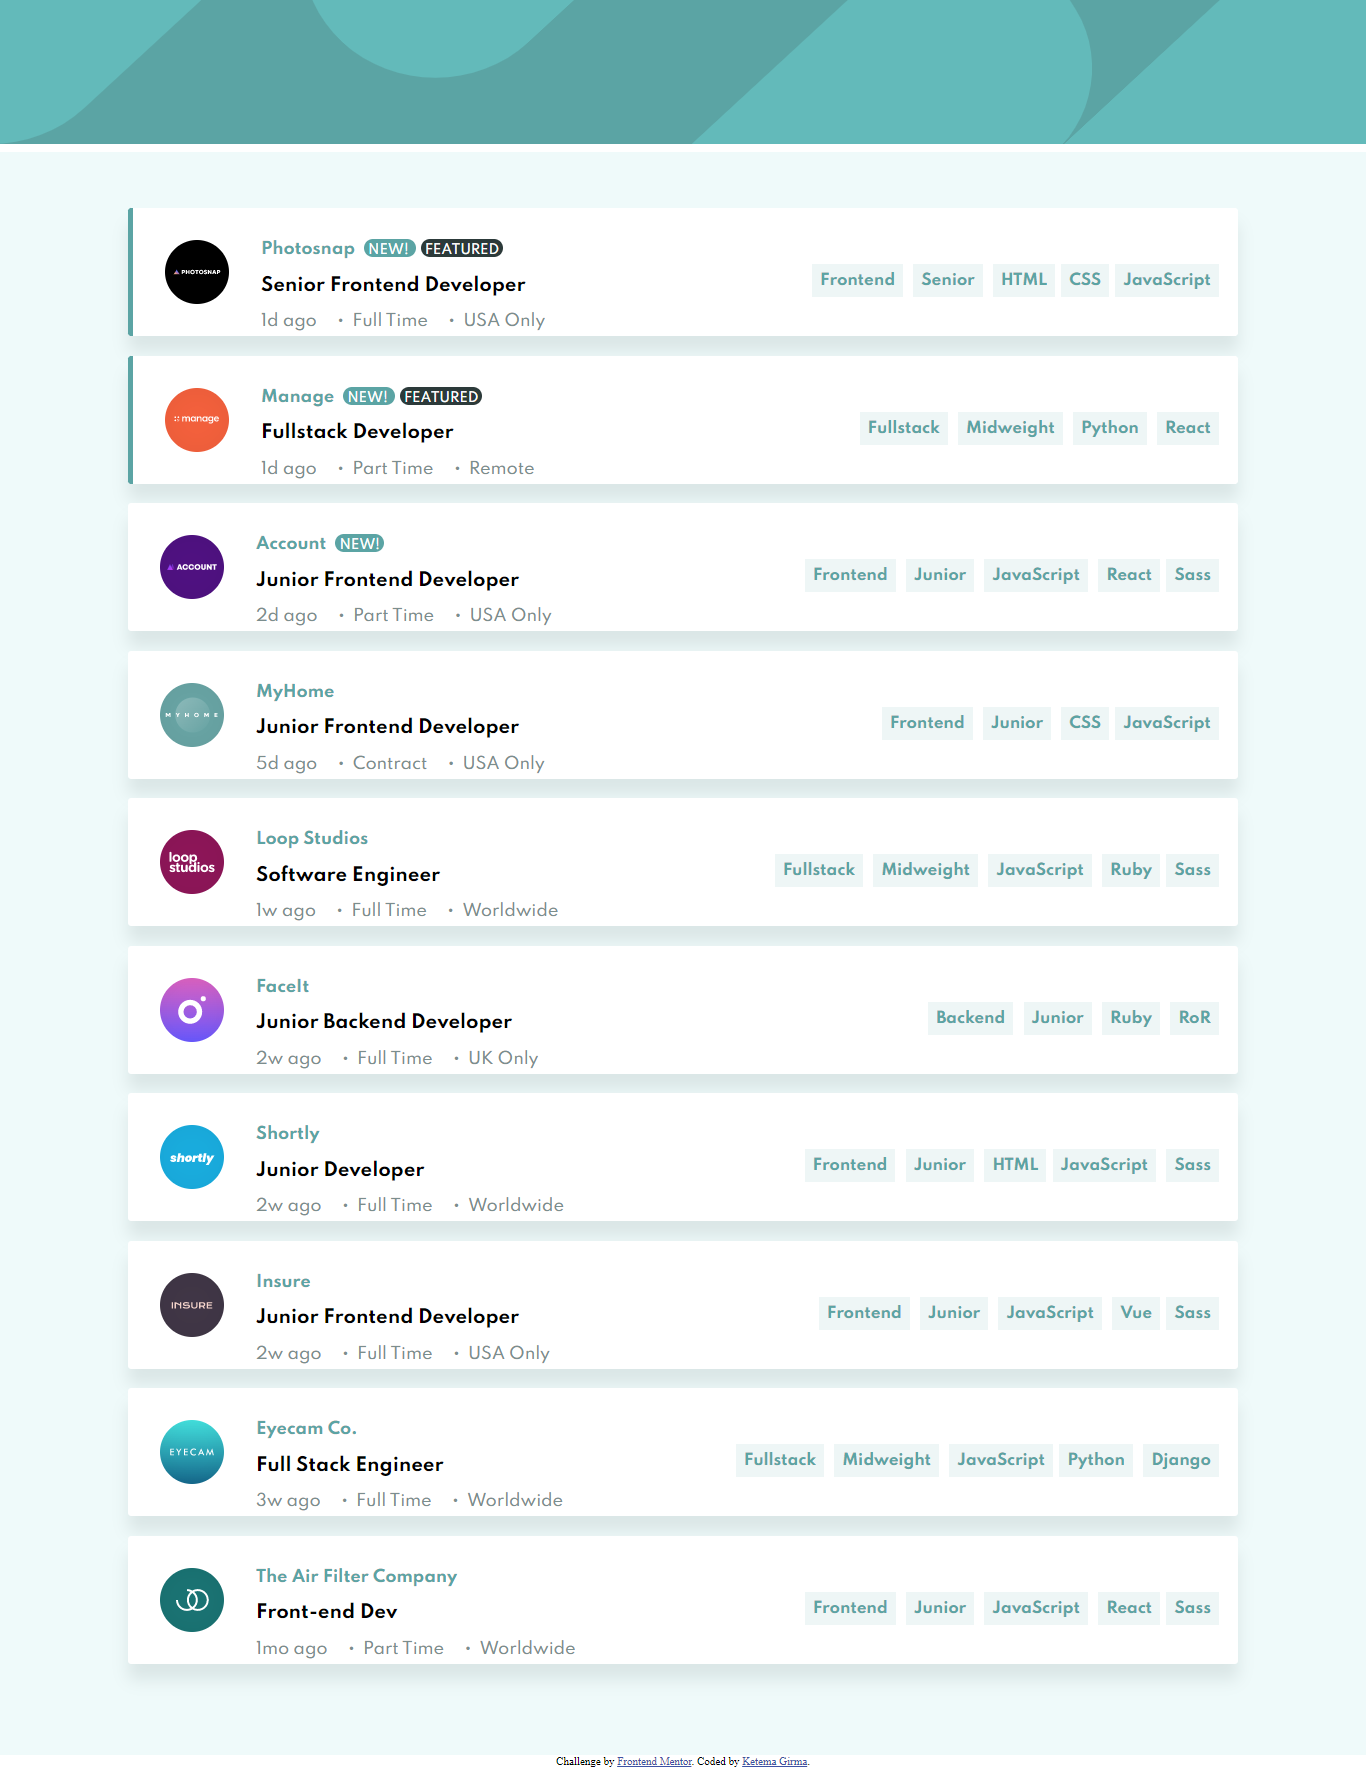 PHOTOSNAP
Photosnap NEW! FEATURED
Senior Frontend Developer
1d ago • Full Time • USA Only
Frontend Senior HTML CSS JavaScript
manage
Manage NEW! FEATURED
Fullstack Developer
1d ago • Part Time • Remote
Fullstack Midweight Python React
ACCOUNT
Account NEW!
Junior Frontend Developer
2d ago • Part Time • USA Only
Frontend Junior JavaScript React Sass
MYHOME
MyHome
Junior Frontend Developer
5d ago • Contract • USA Only
Frontend Junior CSS JavaScript
loop
studios
Loop Studios
Software Engineer
1w ago • Full Time • Worldwide
Fullstack Midweight JavaScript Ruby Sass
FaceIt
Junior Backend Developer
2w ago • Full Time • UK Only
Backend Junior Ruby RoR
shortly
Shortly
Junior Developer
2w ago • Full Time • Worldwide
Frontend Junior HTML JavaScript Sass
INSURE
Insure
Junior Frontend Developer
2w ago • Full Time • USA Only
Frontend Junior JavaScript Vue Sass
EYECAM
Eyecam Co.
Full Stack Engineer
3w ago • Full Time • Worldwide
Fullstack Midweight JavaScript Python Django
The Air Filter Company
Front-end Dev
1mo ago • Part Time • Worldwide
Frontend Junior JavaScript React Sass
Challenge by Frontend Mentor. Coded by Ketema Girma.